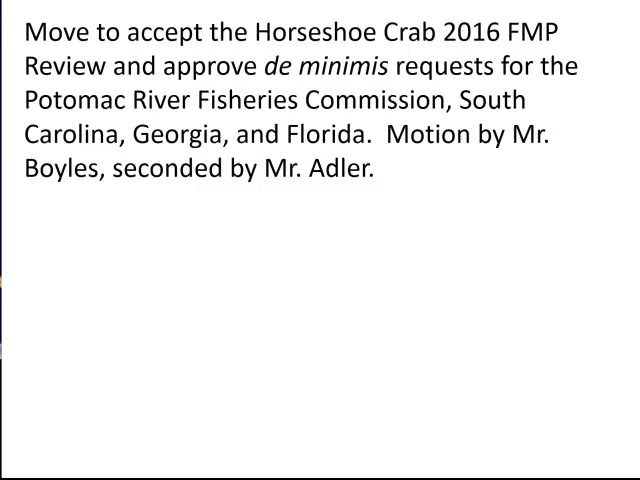 Move to accept the Horseshoe Crab 2016 FMP
Review and approve de minimis requests for the
Potomac River Fisheries Commission, South
Carolina, Georgia, and Florida.  Motion by Mr.
Boyles, seconded by Mr. Adler.